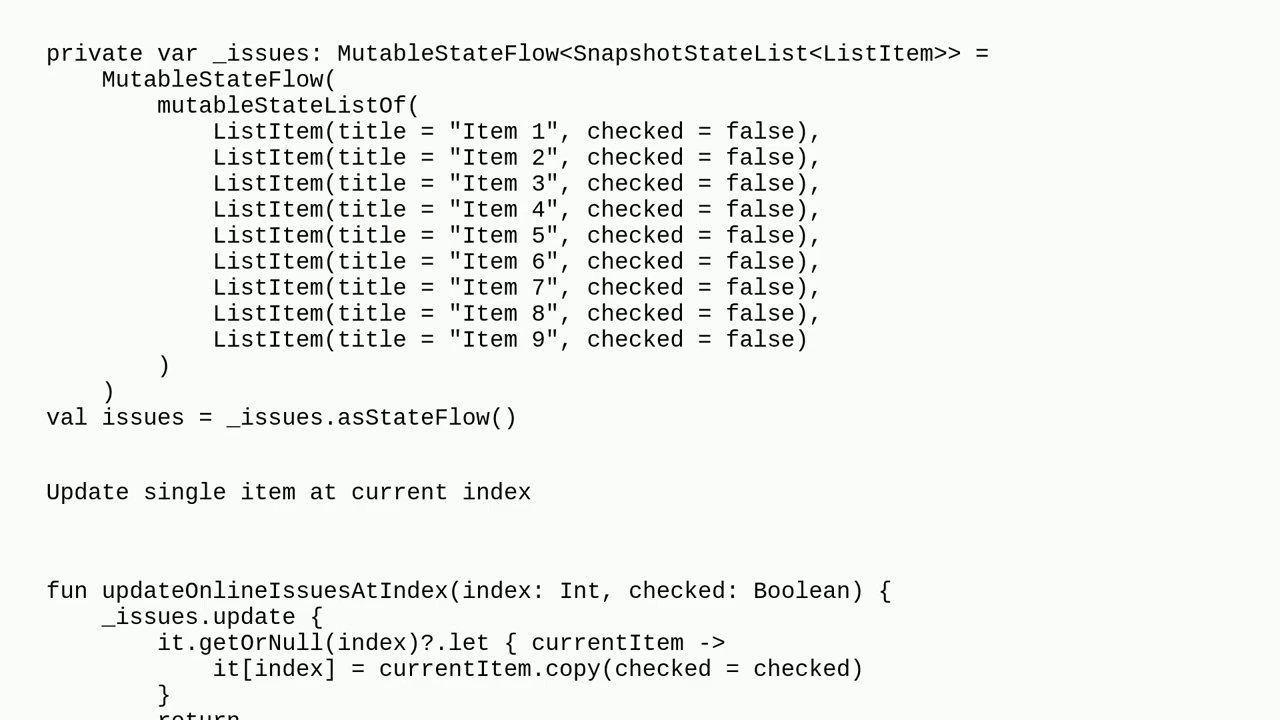 private var _issues: MutableStateFlow<SnapshotStateList<ListItem>> =
    MutableStateFlow(
        mutableStateListOf(
            ListItem(title = "Item 1", checked = false),
            ListItem(title = "Item 2", checked = false),
            ListItem(title = "Item 3", checked = false),
            ListItem(title = "Item 4", checked = false),
            ListItem(title = "Item 5", checked = false),
            ListItem(title = "Item 6", checked = false),
            ListItem(title = "Item 7", checked = false),
            ListItem(title = "Item 8", checked = false),
            ListItem(title = "Item 9", checked = false)
        )
    )
val issues = _issues.asStateFlow()
Update single item at current index
fun updateOnlineIssuesAtIndex(index: Int, checked: Boolean) {
    _issues.update {
        it.getOrNull(index)?.let { currentItem ->
            it[index] = currentItem.copy(checked = checked)
        }
        return